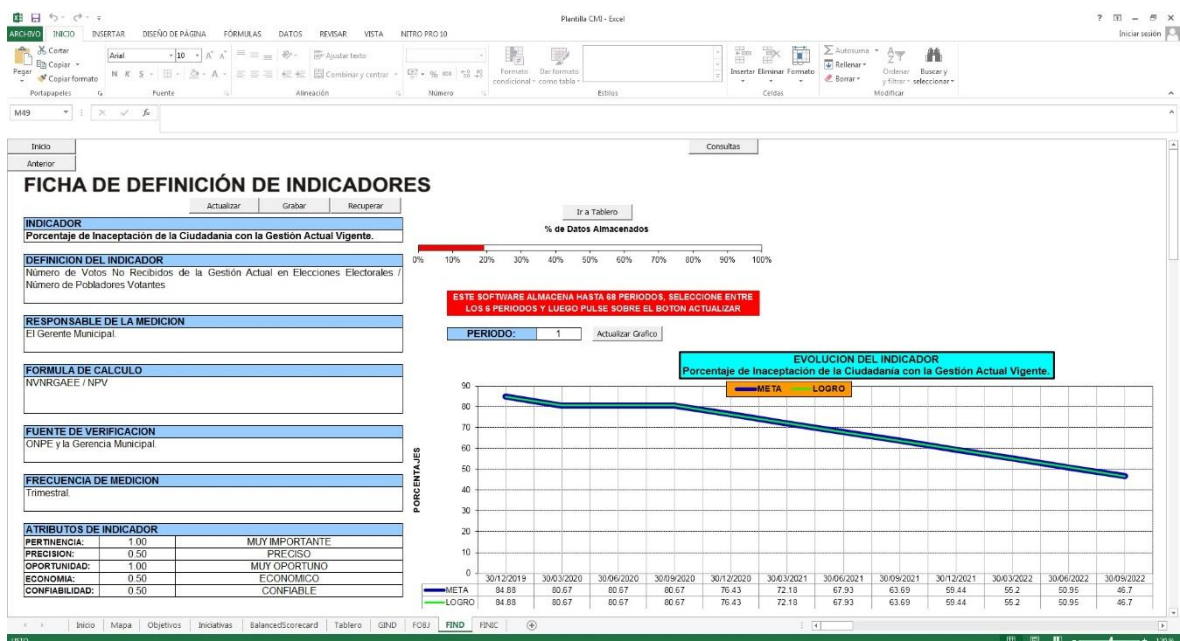 Plantilla CMI - Excel
ARCHIVO INICIO INSERTAR DISEÑO DE PÁGINA FÓRMULAS DATOS REVISAR VISTA NITRO PRO 10
Iniciar sesión
Pegar
Cortar
Copiar
Copiar formato
Portapapeles
Arial 10
N K S
Fuente
Ajustar texto
Combinar y centrar
Alineación
% 000
Número
Formato condicional
Dar formato como tabla
Estilos
Insertar Eliminar Formato
Celdas
Autosuma
Rellenar
Borrar
Ordenar y filtrar
Buscar y seleccionar
Modificar
M49
fx
Inicio
Anterior
Consultas
FICHA DE DEFINICIÓN DE INDICADORES
Actualizar Grabar Recuperar
INDICADOR
Porcentaje de Inaceptación de la Ciudadania con la Gestión Actual Vigente.
DEFINICION DEL INDICADOR
Número de Votos No Recibidos de la Gestión Actual en Elecciones Electorales /
Número de Pobladores Votantes
RESPONSABLE DE LA MEDICION
El Gerente Municipal.
FORMULA DE CALCULO
NVNRGAEE / NPV
FUENTE DE VERIFICACION
ONPE y la Gerencia Municipal.
FRECUENCIA DE MEDICION
Trimestral.
ATRIBUTOS DE INDICADOR
PERTINENCIA: 1.00 MUY IMPORTANTE
PRECISION: 0.50 PRECISO
OPORTUNIDAD: 1.00 MUY OPORTUNO
ECONOMIA: 0.50 ECONOMICO
CONFIABILIDAD: 0.50 CONFIABLE
Ir a Tablero
% de Datos Almacenados
0% 10% 20% 30% 40% 50% 60% 70% 80% 90% 100%
ESTE SOFTWARE ALMACENA HASTA 68 PERIODOS, SELECCIONE ENTRE
LOS 6 PERIODOS Y LUEGO PULSE SOBRE EL BOTON ACTUALIZAR
PERIODO: 1 Actualizar Grafico
EVOLUCION DEL INDICADOR
Porcentaje de Inaceptación de la Ciudadanía con la Gestión Actual Vigente.
META LOGRO
PORCENTAJES
90
80
70
60
50
40
30
20
10
0
30/12/2019 30/03/2020 30/06/2020 30/09/2020 30/12/2020 30/03/2021 30/06/2021 30/09/2021 30/12/2021 30/03/2022 30/06/2022 30/09/2022
META 84.88 80.67 80.67 80.67 76.43 72.18 67.93 63.69 59.44 55.2 50.95 46.7
LOGRO 84.88 80.67 80.67 80.67 76.43 72.18 67.93 63.69 59.44 55.2 50.95 46.7
Inicio Mapa Objetivos Iniciativas BalancedScorecard Tablero GIND FOBJ FIND FINIC
LISTO
120 %